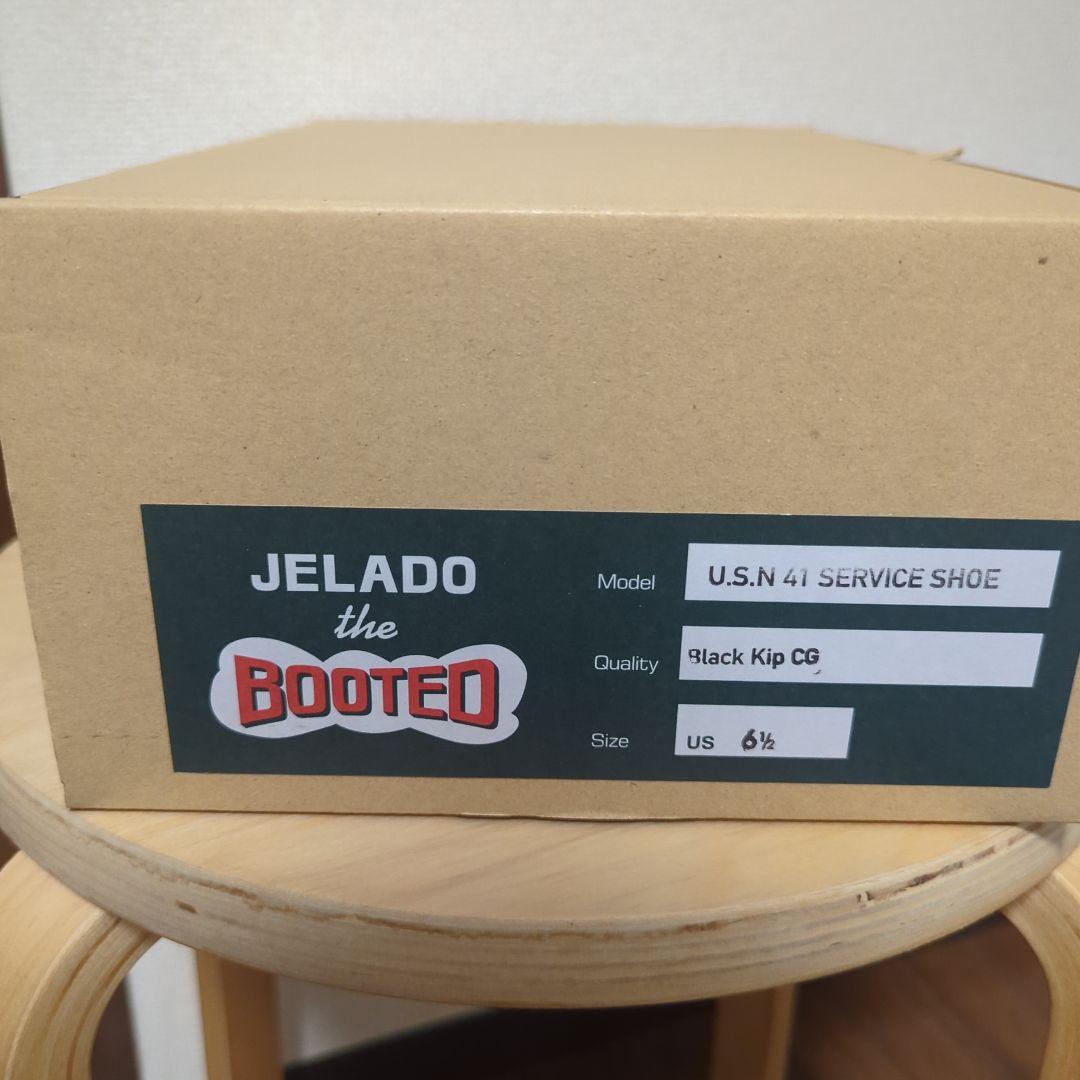 JELADO
the
BOOTED
Model U.S.N 41 SERVICE SHOE
Quality Black Kip CG
Size US 6½